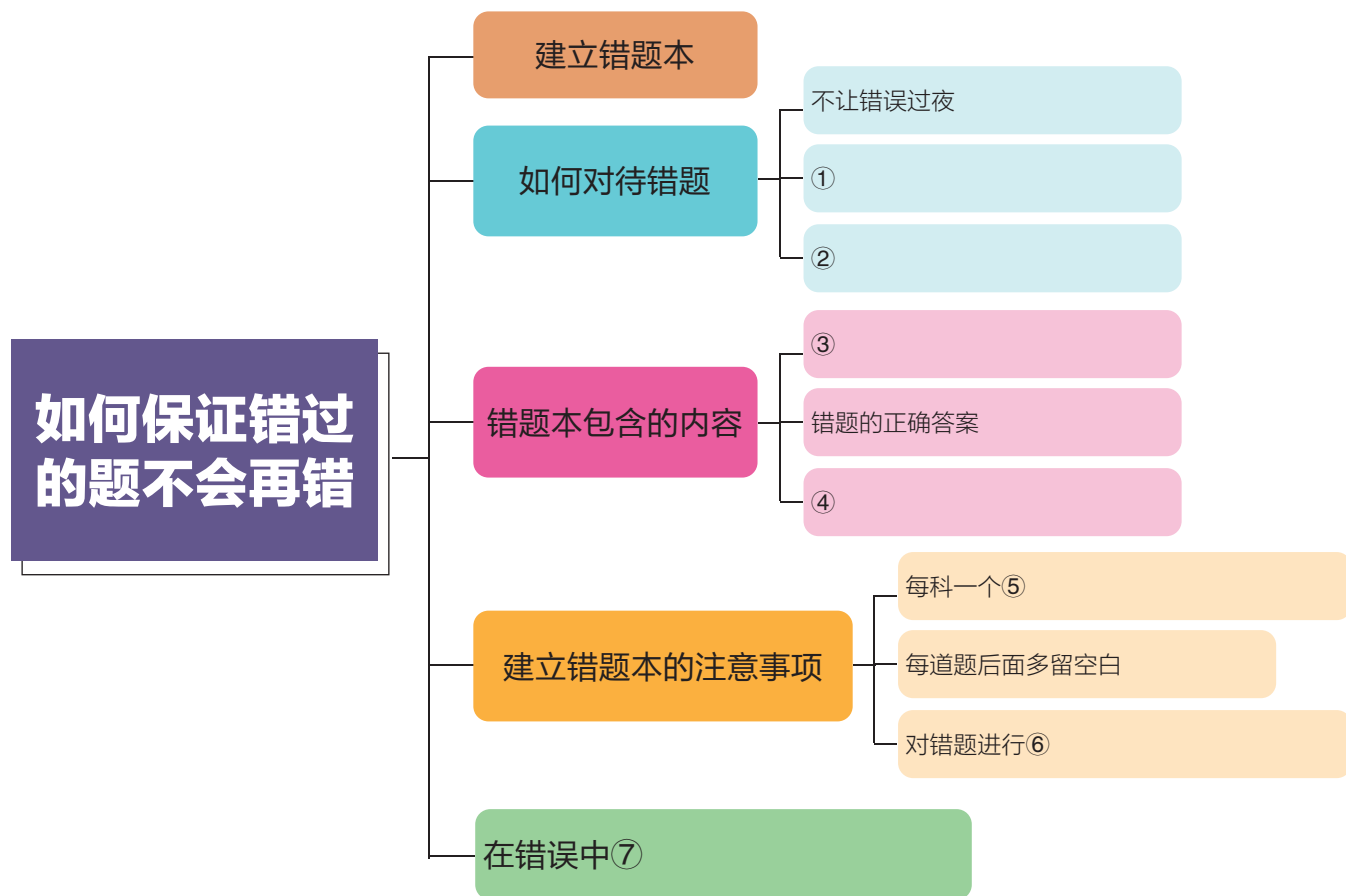 如何保证错过
的题不会再错
建立错题本
如何对待错题
不让错误过夜
①
②
错题本包含的内容
③
错题的正确答案
④
建立错题本的注意事项
每科一个⑤
每道题后面多留空白
对错题进行⑥
在错误中⑦